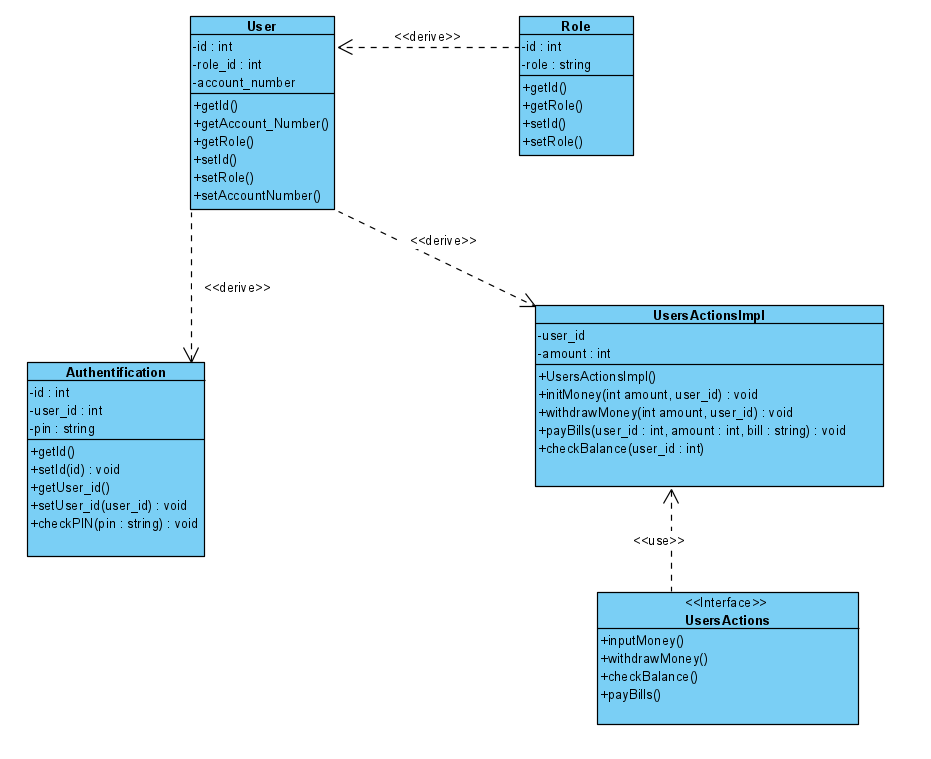 User
-id : int
-role_id : int
-account_number
+getId()
+getAccount_Number()
+getRole()
+setId()
+setRole()
+setAccountNumber()
<<derive>>
Role
-id : int
-role : string
+getId()
+getRole()
+setId()
+setRole()
<<derive>>
<<derive>>
UsersActionsImpl
-user_id
-amount : int
+UsersActionsImpl()
+initMoney(int amount, user_id) : void
+withdrawMoney(int amount, user_id) : void
+payBills(user_id : int, amount : int, bill : string) : void
+checkBalance(user_id : int)
Authentification
-id : int
-user_id : int
-pin : string
+getId()
+setId(id) : void
+getUser_id()
+setUser_id(user_id) : void
+checkPIN(pin : string) : void
<<use>>
<<Interface>>
UsersActions
+inputMoney()
+withdrawMoney()
+checkBalance()
+payBills()